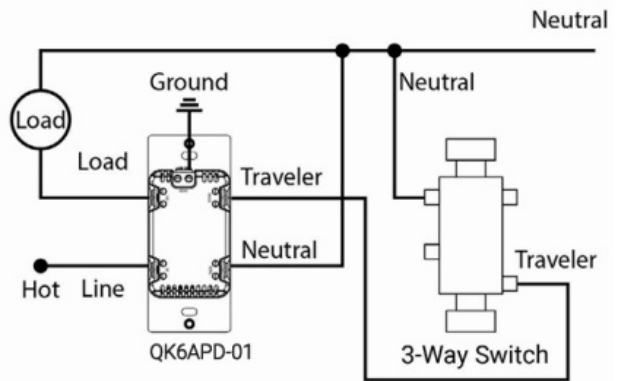 Neutral
Ground
Neutral
Load
Load
Traveler
Neutral
Traveler
Hot
Line
QK6APD-01
3-Way Switch